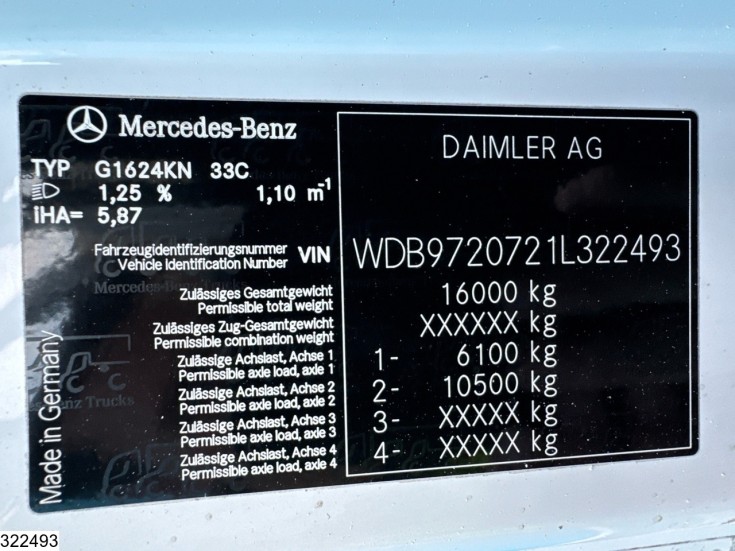 Mercedes-Benz
DAIMLER AG
TYP G1624KN 33C
1,25 % 1,10 m⁻¹
iHA= 5,87
Fahrzeugidentifizierungsnummer
Vehicle Identification Number VIN WDB9720721L322493
Zulässiges Gesamtgewicht
Permissible total weight 16000 kg
Zulässiges Zug-Gesamtgewicht
Permissible combination weight XXXXXX kg
Zulässige Achslast, Achse 1
Permissible axle load, axle 1 1- 6100 kg
Zulässige Achslast, Achse 2
Permissible axle load, axle 2 2- 10500 kg
Zulässige Achslast, Achse 3
Permissible axle load, axle 3 3- XXXXX kg
Zulässige Achslast, Achse 4
Permissible axle load, axle 4 4- XXXXX kg
Made in Germany
322493